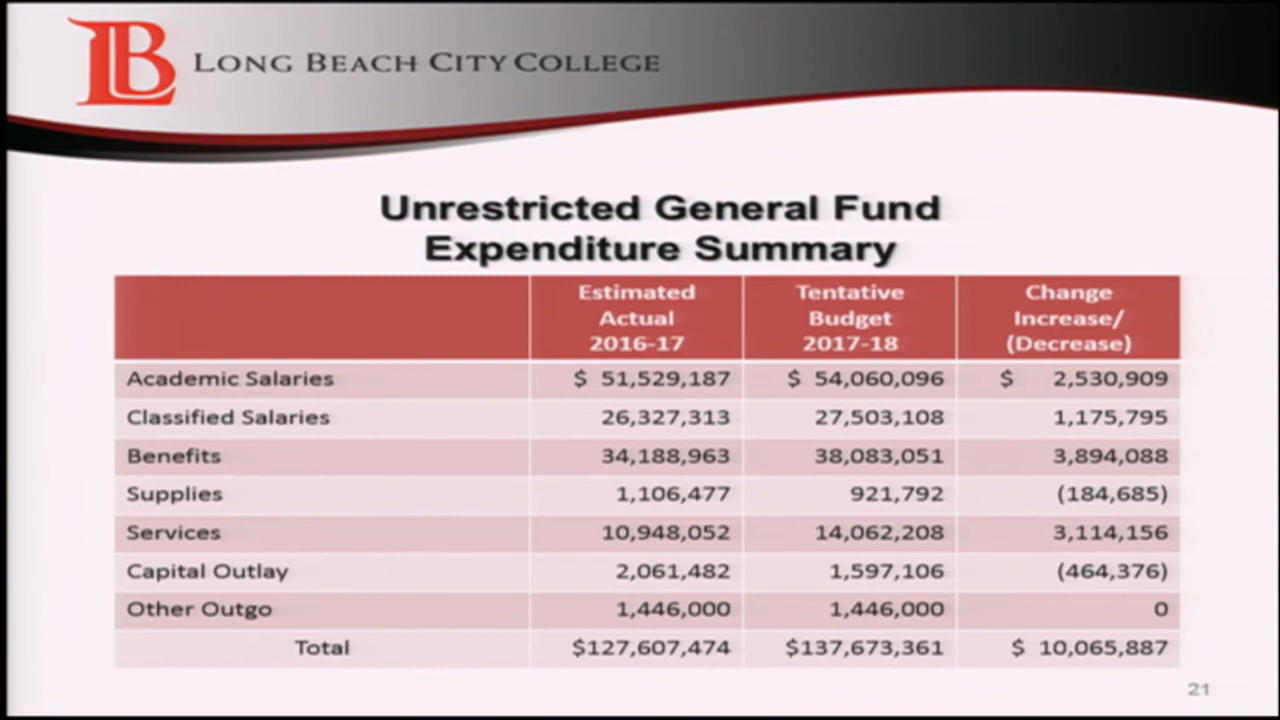 LB LONG BEACH CITY COLLEGE
Unrestricted General Fund
Expenditure Summary
Estimated Actual 2016-17 Tentative Budget 2017-18 Change Increase/ (Decrease)
Academic Salaries $ 51,529,187 $ 54,060,096 $ 2,530,909
Classified Salaries 26,327,313 27,503,108 1,175,795
Benefits 34,188,963 38,083,051 3,894,088
Supplies 1,106,477 921,792 (184,685)
Services 10,948,052 14,062,208 3,114,156
Capital Outlay 2,061,482 1,597,106 (464,376)
Other Outgo 1,446,000 1,446,000 0
Total $127,607,474 $137,673,361 $ 10,065,887
21